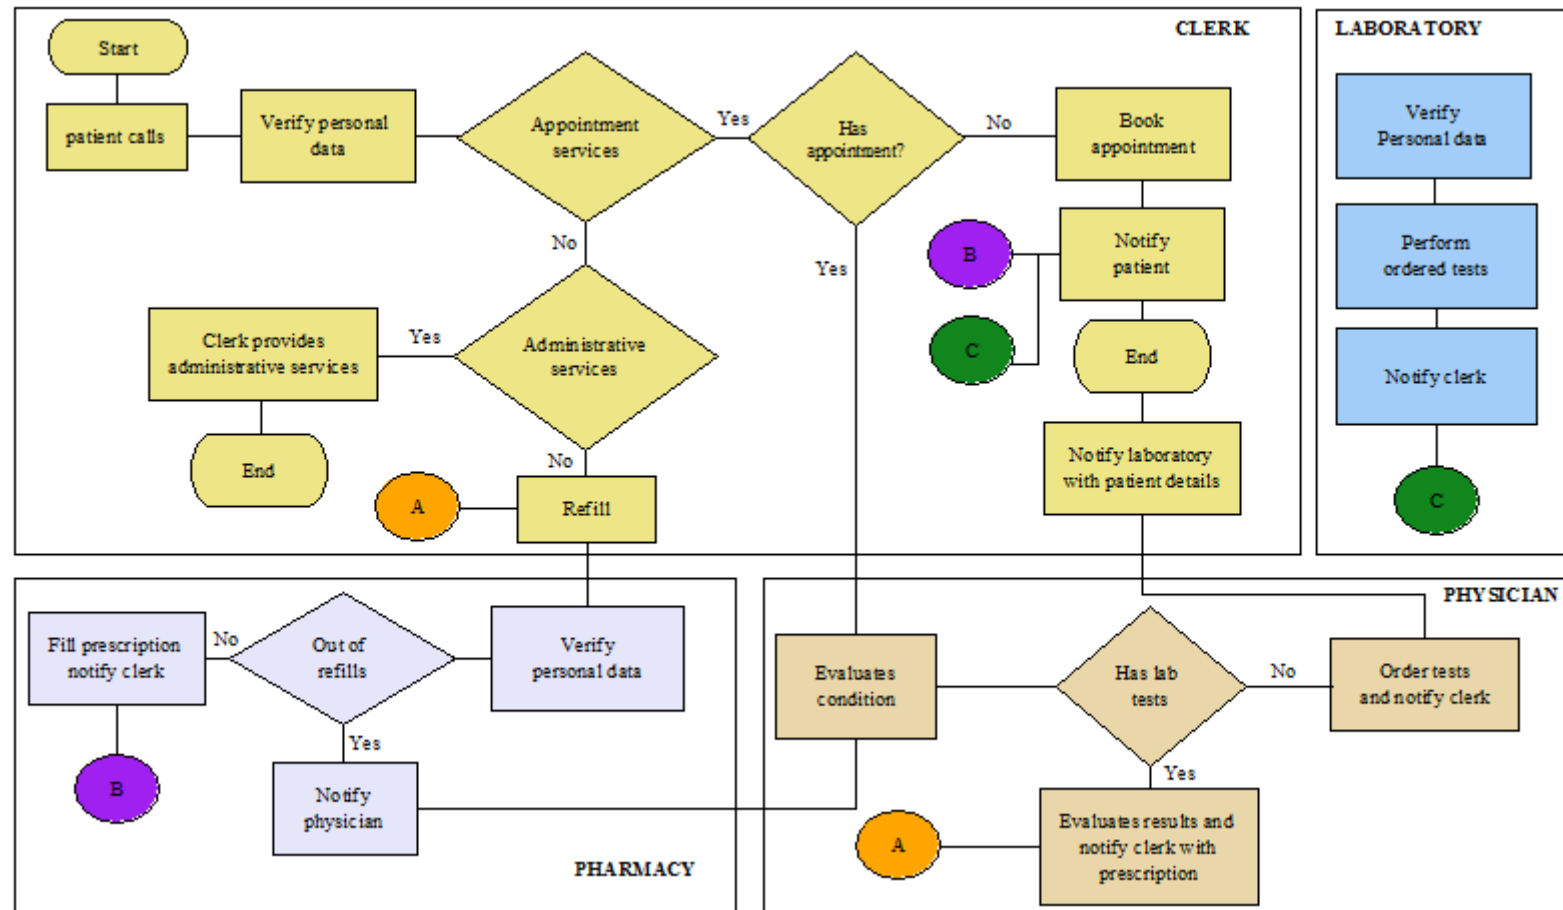 CLERK
Start
patient calls
Verify personal
data
Appointment
services
Yes
Has
appointment?
No
Book
appointment
No
Yes
B
Notify
patient
Clerk provides
administrative services
Yes
Administrative
services
C
End
End
No
A
Refill
Notify laboratory
with patient details
LABORATORY
Verify
Personal data
Perform
ordered tests
Notify clerk
C
Fill prescription
notify clerk
No
Out of
refills
Verify
personal data
Yes
B
Notify
physician
PHARMACY
PHYSICIAN
Evaluates
condition
Has lab
tests
No
Order tests
and notify clerk
Yes
A
Evaluates results and
notify clerk with
prescription